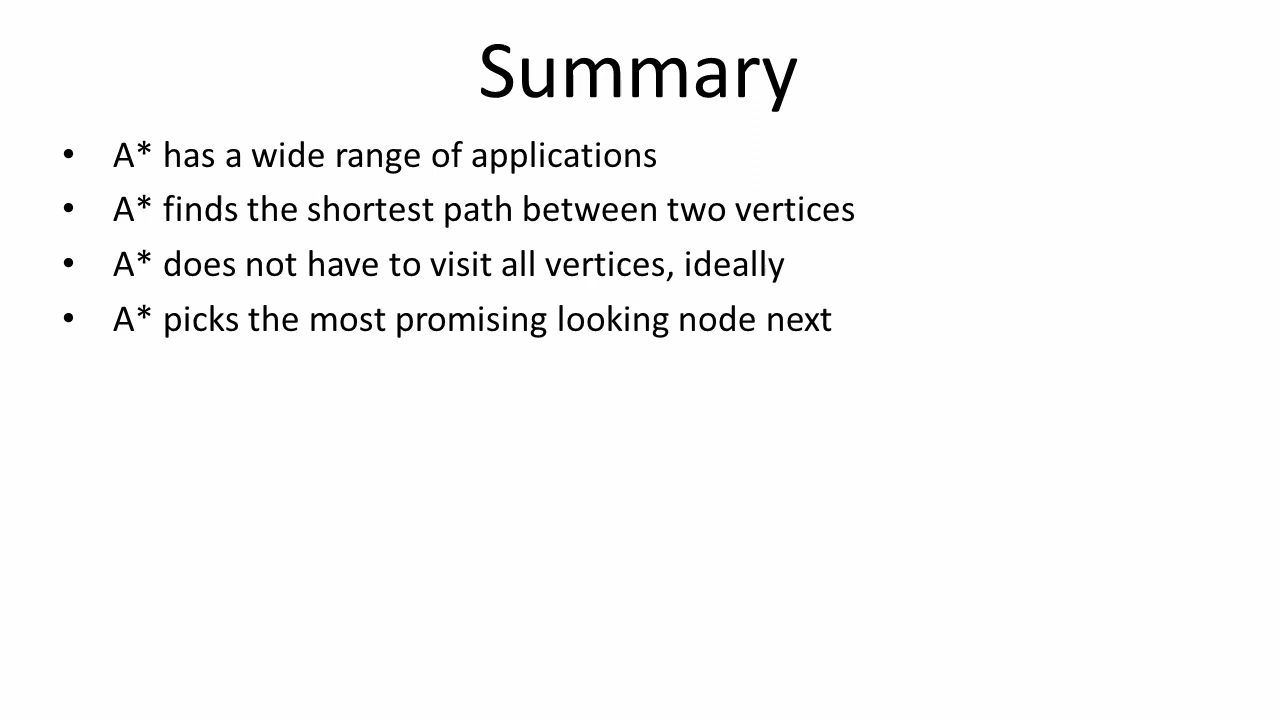 Summary
• A* has a wide range of applications
• A* finds the shortest path between two vertices
• A* does not have to visit all vertices, ideally
• A* picks the most promising looking node next